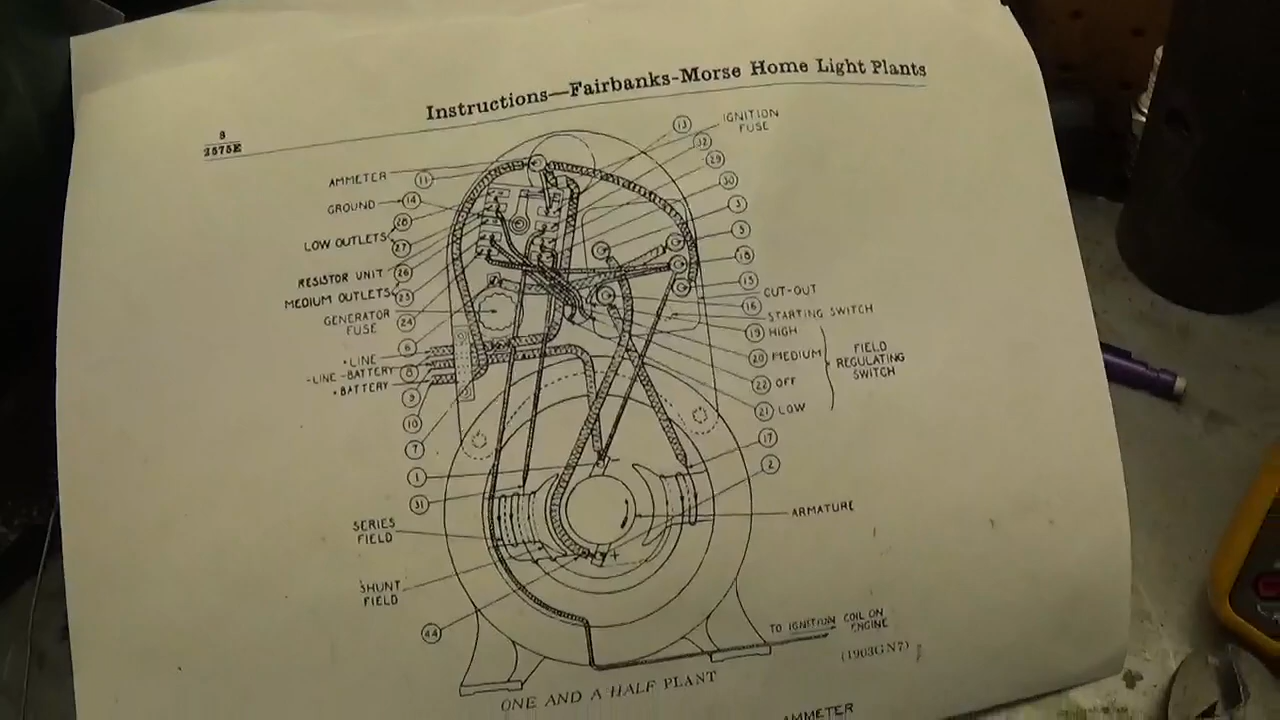 Instructions—Fairbanks-Morse Home Light Plants
8
2575E
IGNITION
FUSE
13
32
29
30
3
5
18
15
CUT-OUT
16
STARTING SWITCH
19 HIGH
20 MEDIUM
22 OFF
21 LOW
FIELD
REGULATING
SWITCH
17
2
ARMATURE
AMMETER
11
GROUND 14
28
LOW OUTLETS
27
RESISTOR UNIT 26
MEDIUM OUTLETS 23
GENERATOR
FUSE
24
6
+LINE
-LINE-BATTERY 8
+BATTERY
9
10
7
1
31
SERIES
FIELD
SHUNT
FIELD
44
-
+
TO IGNITION COIL ON
ENGINE
(1903GN7)
ONE AND A HALF PLANT
AMMETER